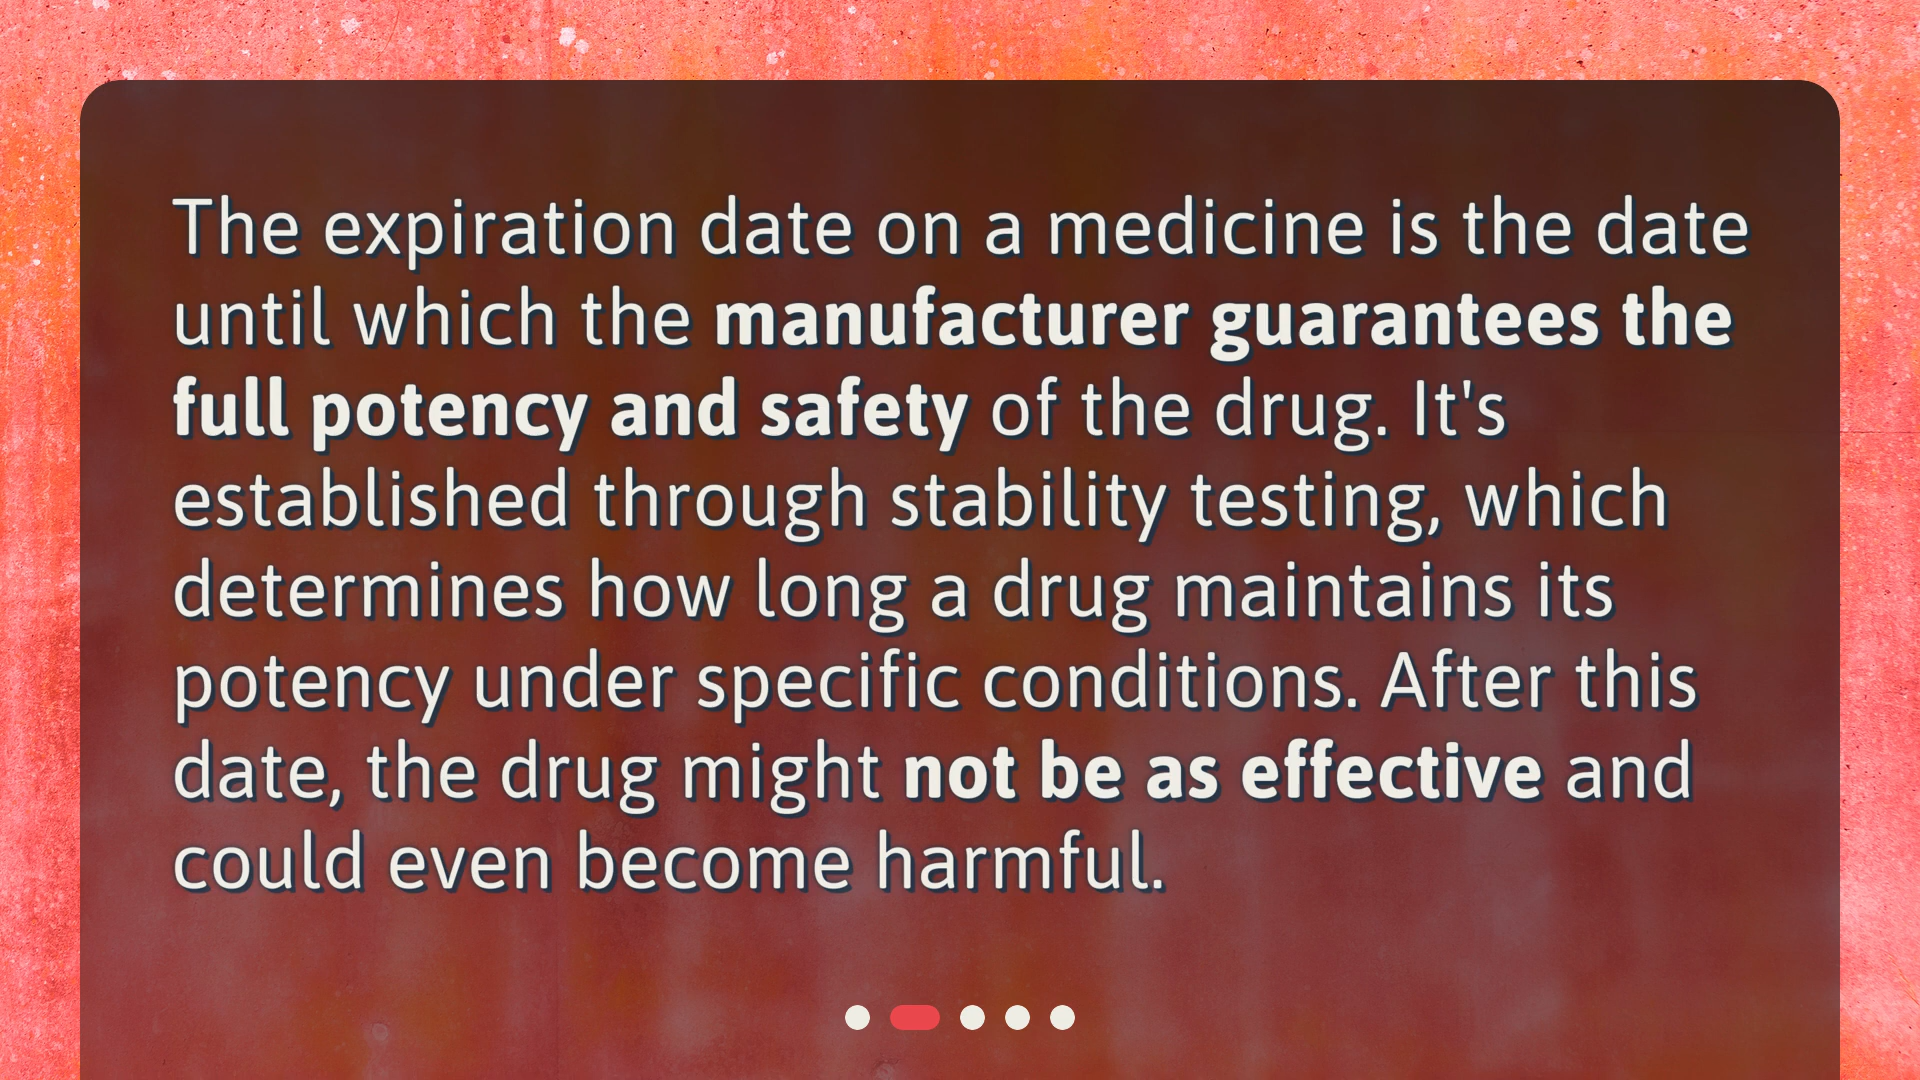 The expiration date on a medicine is the date
until which the manufacturer guarantees the
full potency and safety of the drug. It's
established through stability testing, which
determines how long a drug maintains its
potency under specific conditions. After this
date, the drug might not be as effective and
could even become harmful.